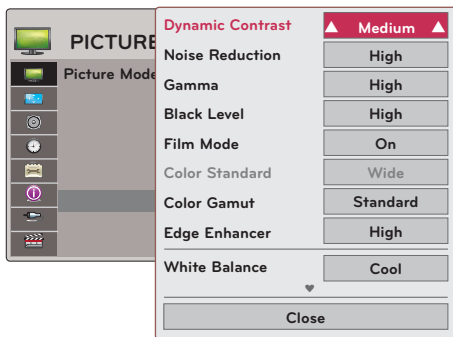 PICTURE
Picture Mode
Dynamic Contrast Medium
Noise Reduction High
Gamma High
Black Level High
Film Mode On
Color Standard Wide
Color Gamut Standard
Edge Enhancer High
White Balance Cool
Close